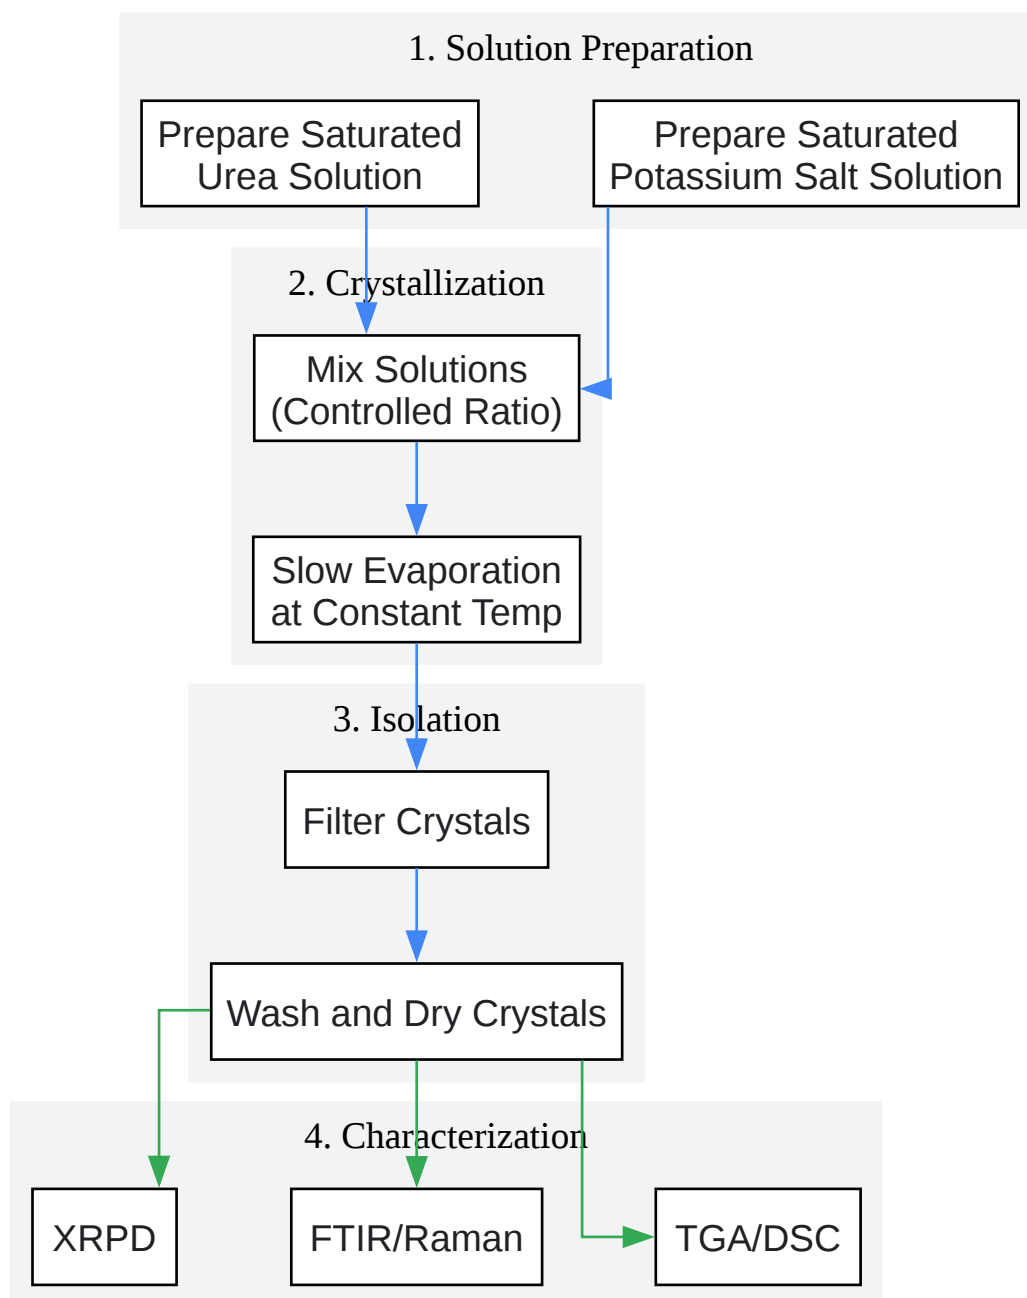 1. Solution Preparation
Prepare Saturated
Urea Solution
Prepare Saturated
Potassium Salt Solution
2. Crystallization
Mix Solutions
(Controlled Ratio)
Slow Evaporation
at Constant Temp
3. Isolation
Filter Crystals
Wash and Dry Crystals
4. Characterization
XRPD
FTIR/Raman
TGA/DSC